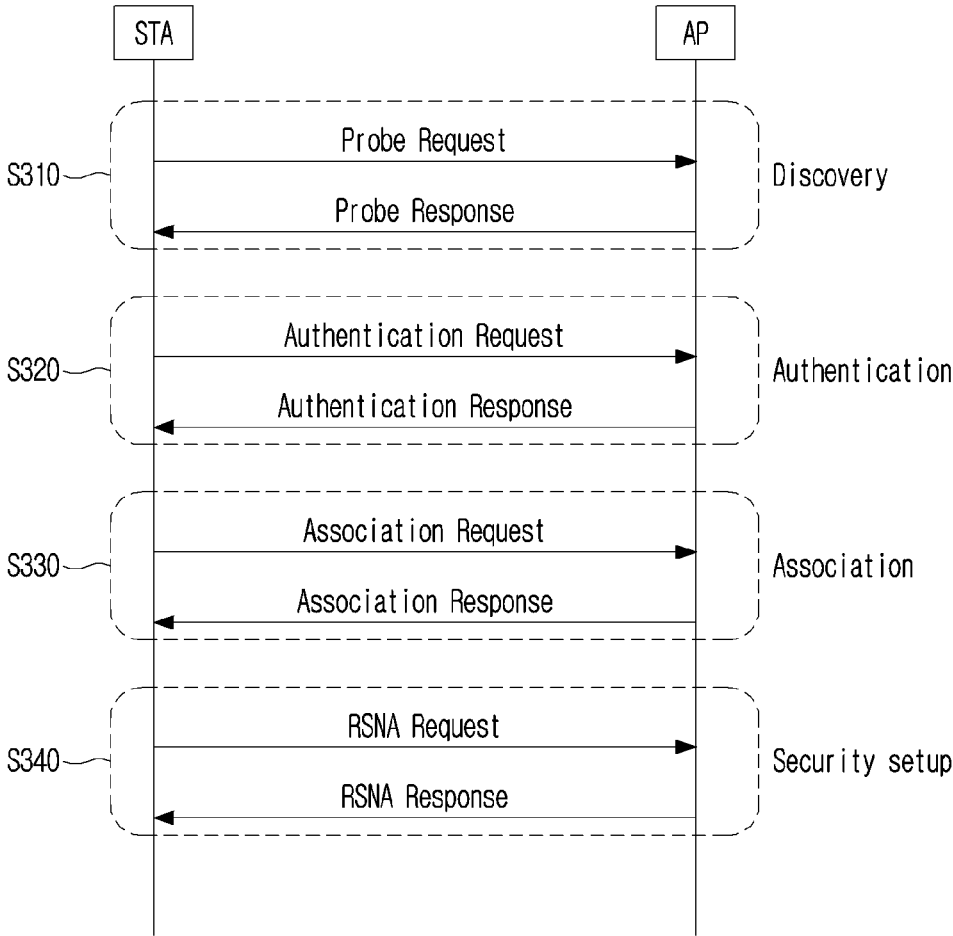 STA
AP
Probe Request
S310
Discovery
Probe Response
Authentication Request
S320
Authentication
Authentication Response
Association Request
S330
Association
Association Response
RSNA Request
S340
Security setup
RSNA Response